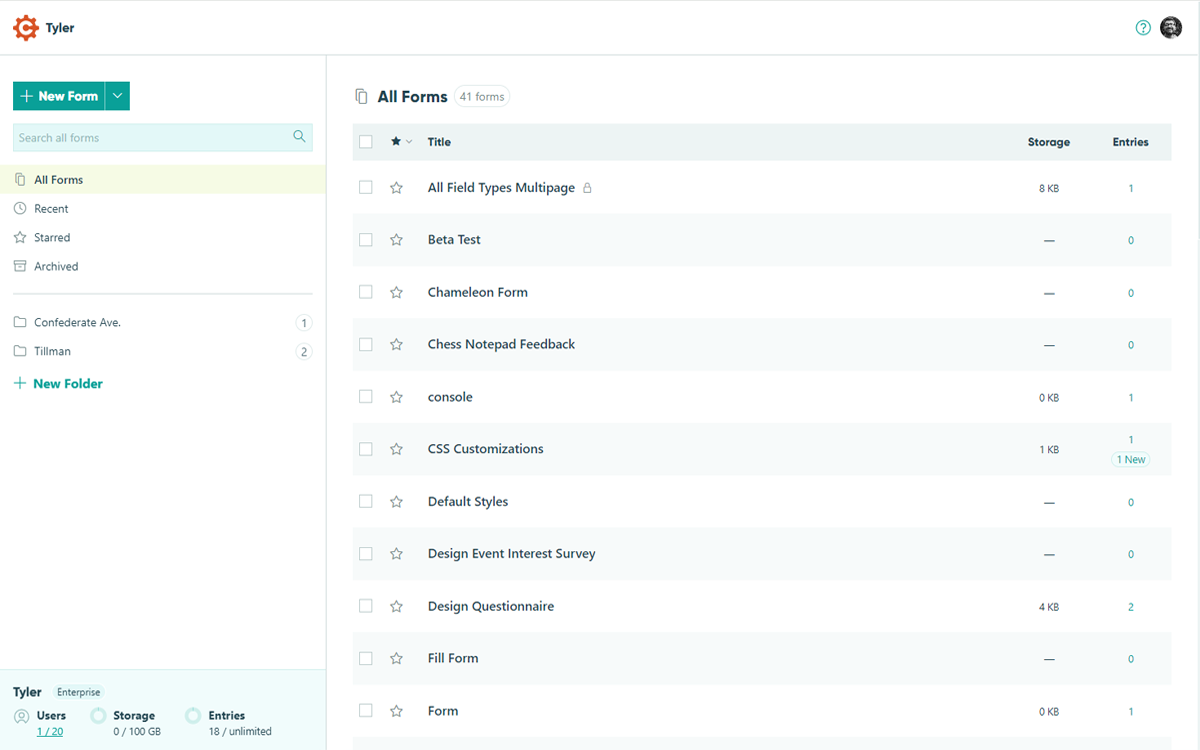 Tyler
New Form
Search all forms
All Forms
Recent
Starred
Archived
Confederate Ave. 1
Tillman 2
New Folder
Tyler Enterprise
Users Storage Entries
1 / 20 0 / 100 GB 18 / unlimited
All Forms 41 forms
Title Storage Entries
All Field Types Multipage 8 KB 1
Beta Test — 0
Chameleon Form — 0
Chess Notepad Feedback — 0
console 0 KB 1
CSS Customizations 1 KB 1
1 New
Default Styles — 0
Design Event Interest Survey — 0
Design Questionnaire 4 KB 2
Fill Form — 0
Form 0 KB 1